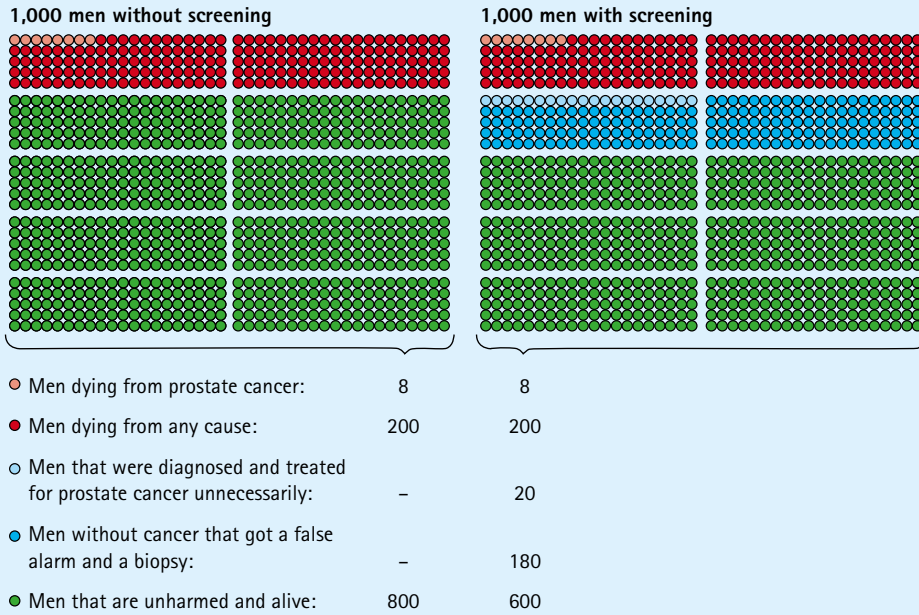 1,000 men without screening
1,000 men with screening
Men dying from prostate cancer: 8 8
Men dying from any cause: 200 200
Men that were diagnosed and treated
for prostate cancer unnecessarily: – 20
Men without cancer that got a false
alarm and a biopsy: – 180
Men that are unharmed and alive: 800 600